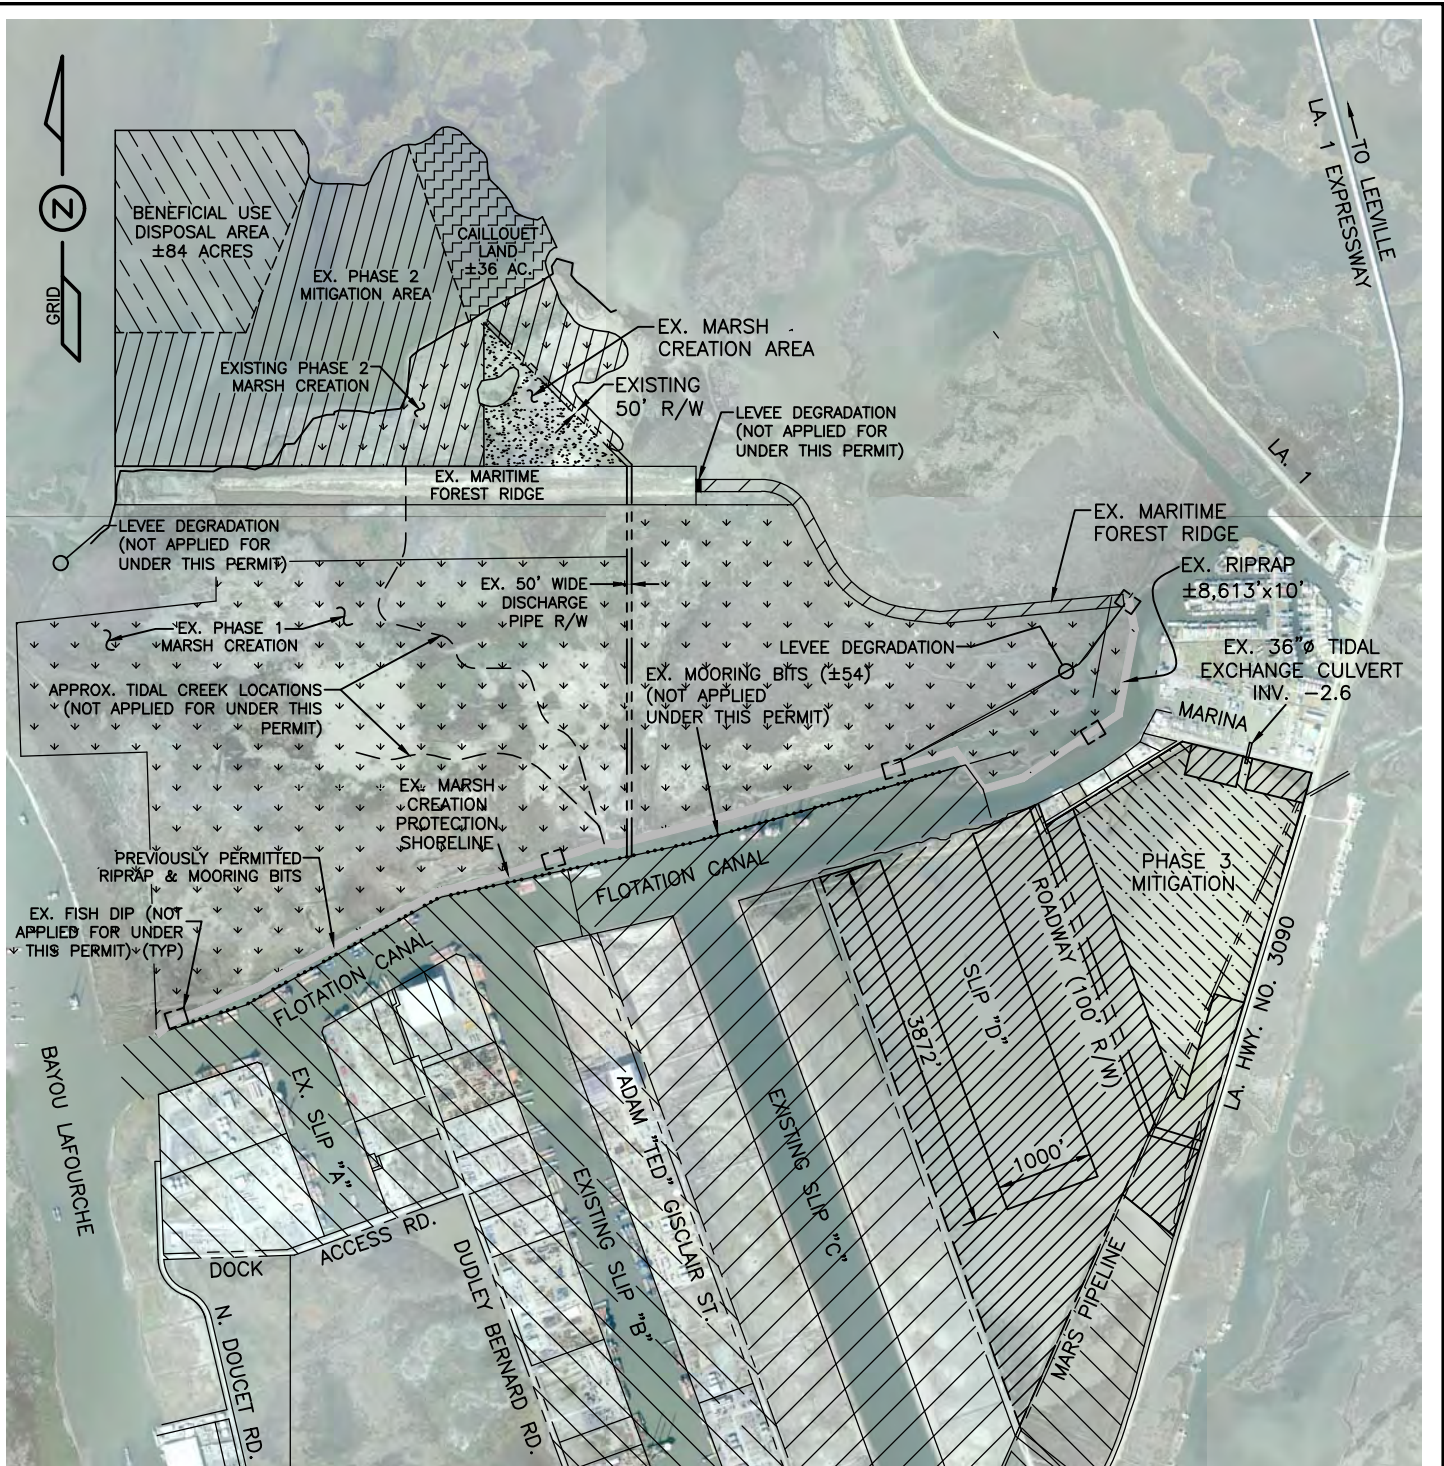 TO LEEVILLE
LA. 1 EXPRESSWAY
N
GRID
BENEFICIAL USE
DISPOSAL AREA
±84 ACRES
CAILLOUET
LAND
±36 AC.
EX. PHASE 2
MITIGATION AREA
EX. MARSH
CREATION AREA
EXISTING PHASE 2
MARSH CREATION
EXISTING
50' R/W
LEVEE DEGRADATION
(NOT APPLIED FOR
UNDER THIS PERMIT)
LA. 1
EX. MARITIME
FOREST RIDGE
EX. MARITIME
FOREST RIDGE
LEVEE DEGRADATION
(NOT APPLIED FOR
UNDER THIS PERMIT)
EX. RIPRAP
±8,613'x10'
EX. 50' WIDE
DISCHARGE
PIPE R/W
EX. PHASE 1
MARSH CREATION
LEVEE DEGRADATION
EX. 36"ø TIDAL
EXCHANGE CULVERT
INV. -2.6
EX. MOORING BITS (±54)
(NOT APPLIED
UNDER THIS PERMIT)
APPROX. TIDAL CREEK LOCATIONS
(NOT APPLIED FOR UNDER THIS
PERMIT)
MARINA
EX. MARSH
CREATION
PROTECTION
SHORELINE
PREVIOUSLY PERMITTED
RIPRAP & MOORING BITS
FLOTATION CANAL
PHASE 3
MITIGATION
EX. FISH DIP (NOT
APPLIED FOR UNDER
THIS PERMIT) (TYP)
FLOTATION CANAL
ROADWAY (100' R/W)
LA. HWY. NO. 3090
SLIP "D"
3872'
1000'
BAYOU LAFOURCHE
EX. SLIP "A"
ADAM "TED" GISCLAIR ST.
EXISTING SLIP "C"
EXISTING SLIP "B"
ACCESS RD.
DOCK
DUDLEY BERNARD RD.
MARS PIPELINE
N. DOUCET RD.